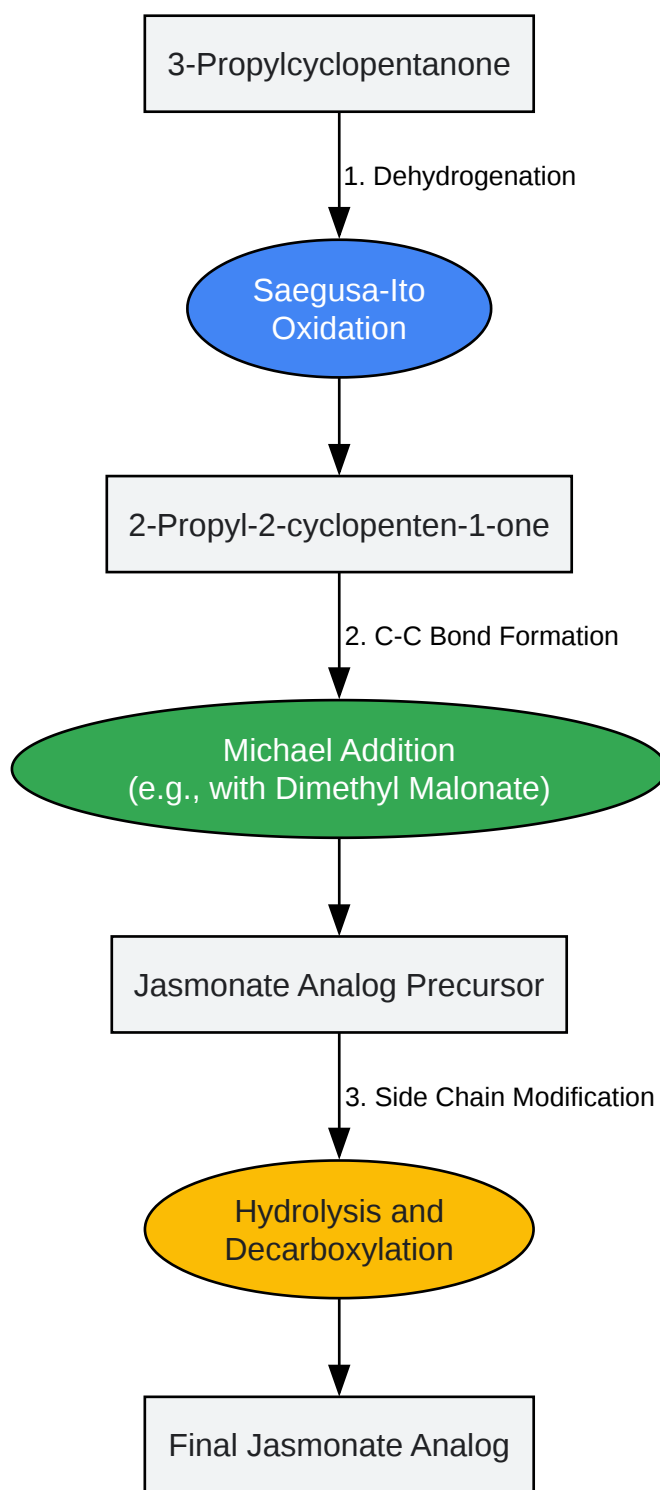 3-Propylcyclopentanone
1. Dehydrogenation
Saegusa-Ito
Oxidation
2-Propyl-2-cyclopenten-1-one
2. C-C Bond Formation
Michael Addition
(e.g., with Dimethyl Malonate)
Jasmonate Analog Precursor
3. Side Chain Modification
Hydrolysis and
Decarboxylation
Final Jasmonate Analog